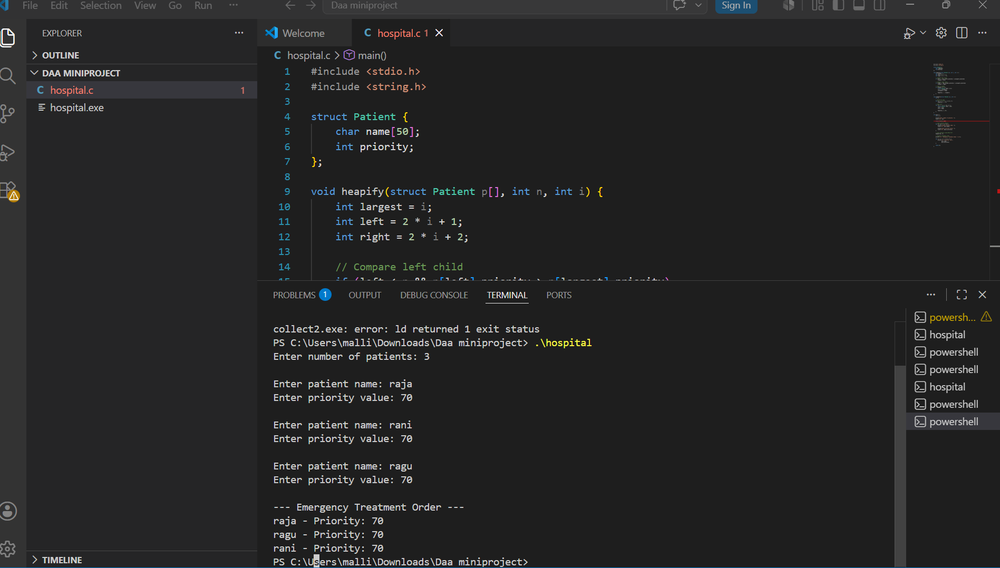 File Edit Selection View Go Run ··· Daa miniproject Sign In
EXPLORER ···
OUTLINE
DAA MINIPROJECT
C hospital.c 1
hospital.exe
TIMELINE
Welcome C hospital.c 1
C hospital.c > main()
1 #include <stdio.h>
2 #include <string.h>
3
4 struct Patient {
5 char name[50];
6 int priority;
7 };
8
9 void heapify(struct Patient p[], int n, int i) {
10 int largest = i;
11 int left = 2 * i + 1;
12 int right = 2 * i + 2;
13
14 // Compare left child
15 if (left < n && p[left].priority > p[largest].priority)
PROBLEMS 1 OUTPUT DEBUG CONSOLE TERMINAL PORTS
collect2.exe: error: ld returned 1 exit status
PS C:\Users\malli\Downloads\Daa miniproject> .\hospital
Enter number of patients: 3
Enter patient name: raja
Enter priority value: 70
Enter patient name: rani
Enter priority value: 70
Enter patient name: ragu
Enter priority value: 70
--- Emergency Treatment Order ---
raja - Priority: 70
ragu - Priority: 70
rani - Priority: 70
PS C:\Users\malli\Downloads\Daa miniproject>
powersh...
hospital
powershell
powershell
hospital
powershell
powershell